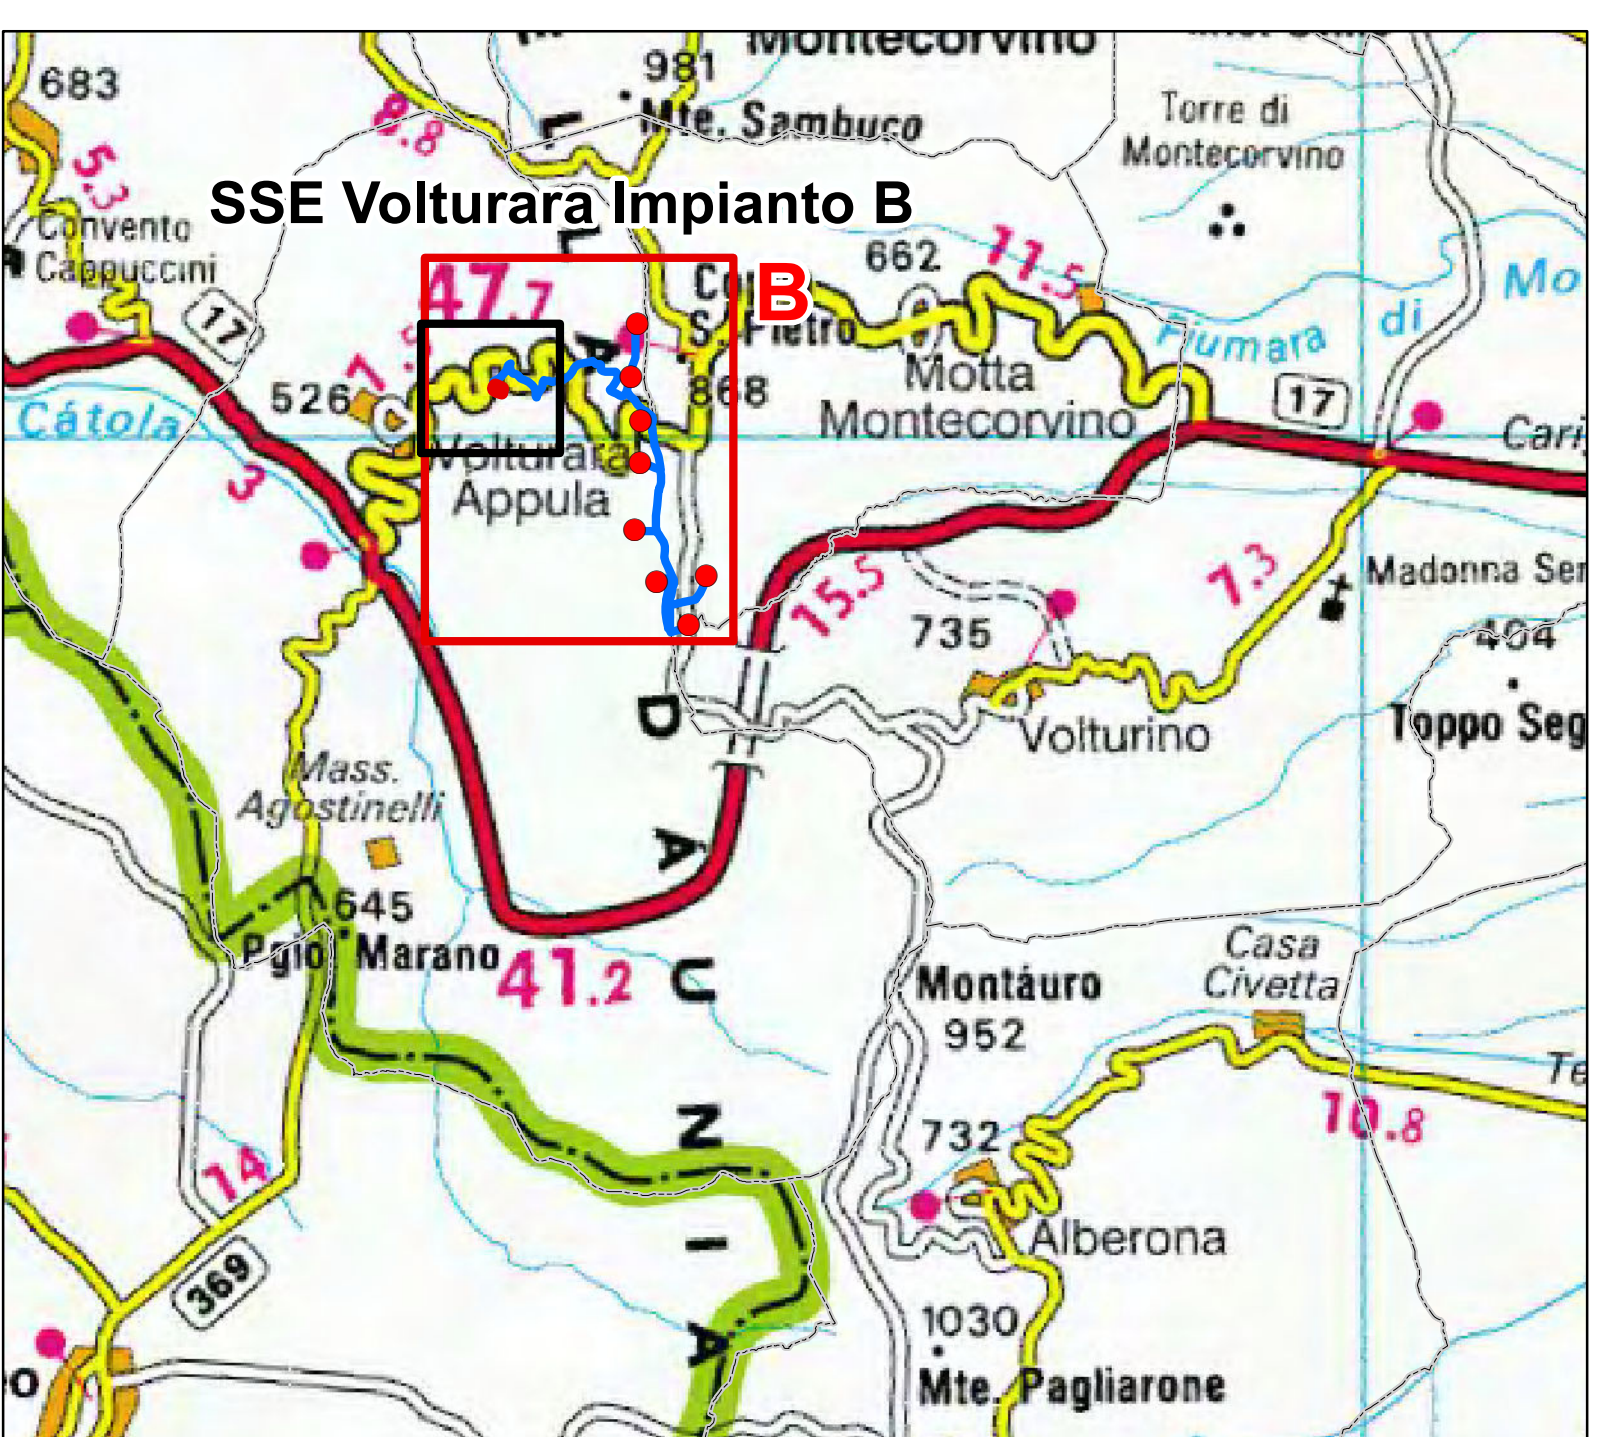 Montecorvino
981
683
Mte. Sambuco
Torre di
Montecorvino
8.8
5.3
SSE Volturara Impianto B
Convento
Cappuccini
662
11.5
Mo
47.7
B
S. Pietro
Fiumara di
17
526
868
Motta
Montecorvino
17
Cátola
Volturara
Appula
3
15.5
7.3
Madonna Ser
735
404
Volturino
Toppo Seg
Mass.
Agostinelli
645
Pgio Marano
41.2
D
A
U
N
I
A
Montáuro
952
Casa
Civetta
Te
10.8
732
14
Alberona
369
1030
Mte. Pagliarone